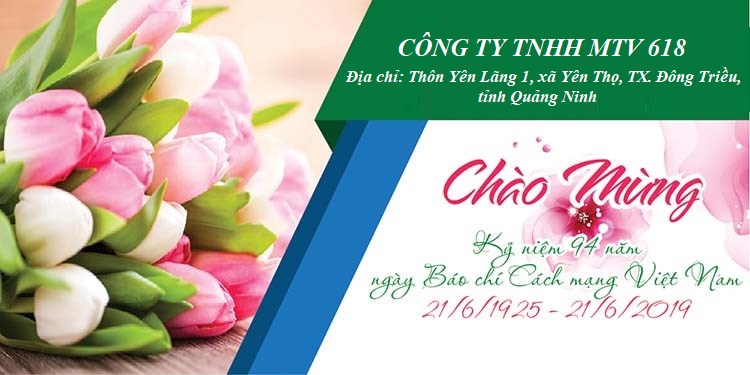 CÔNG TY TNHH MTV 618
Địa chỉ: Thôn Yên Lãng 1, xã Yên Thọ, TX. Đông Triều,
tỉnh Quảng Ninh
Chào Mừng
Kỷ niệm 94 năm
ngày Báo chí Cách mạng Việt Nam
21/6/1925 - 21/6/2019